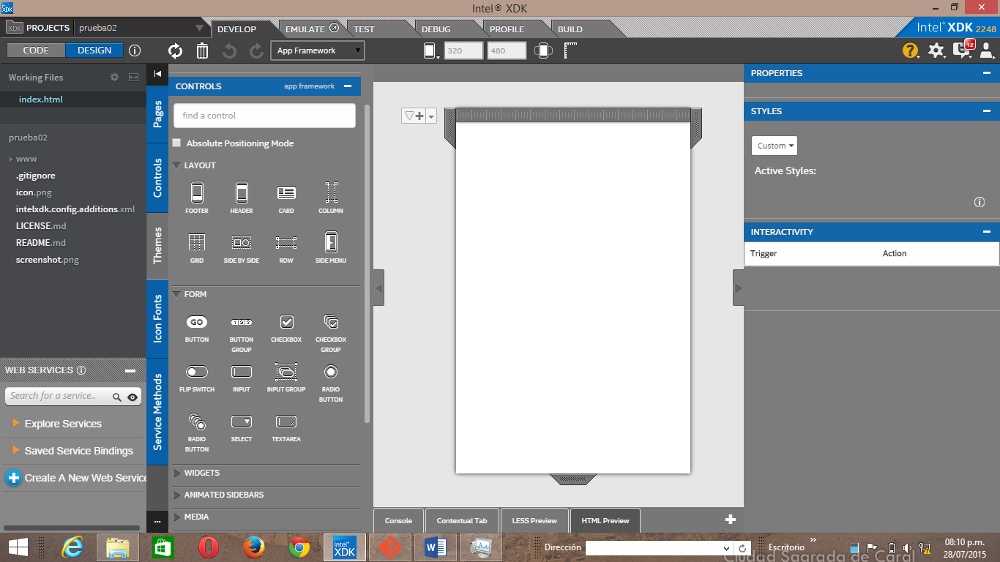 Intel® XDK
XDK PROJECTS prueba02 DEVELOP EMULATE TEST DEBUG PROFILE BUILD Intel® XDK 2248
CODE DESIGN App Framework 320 480 ? 12
Working Files
index.html
prueba02
www
.gitignore
icon.png
intelxdk.config.additions.xml
LICENSE.md
README.md
screenshot.png
WEB SERVICES
Search for a service..
Explore Services
Saved Service Bindings
Create A New Web Service
Pages
Controls
Themes
Icon Fonts
Service Methods
...
CONTROLS app framework
find a control
Absolute Positioning Mode
LAYOUT
FOOTER HEADER CARD COLUMN
GRID SIDE BY SIDE ROW SIDE MENU
FORM
GO 1 2 3
BUTTON BUTTON GROUP CHECKBOX CHECKBOX GROUP
FLIP SWITCH INPUT INPUT GROUP RADIO BUTTON
RADIO BUTTON SELECT TEXTAREA
WIDGETS
ANIMATED SIDEBARS
MEDIA
Console Contextual Tab LESS Preview HTML Preview
PROPERTIES
STYLES
Custom
Active Styles:
INTERACTIVITY
Trigger Action
Intel® XDK Dirección Escritorio 08:10 p.m.
28/07/2015
Ciudad Sagrada de Caral